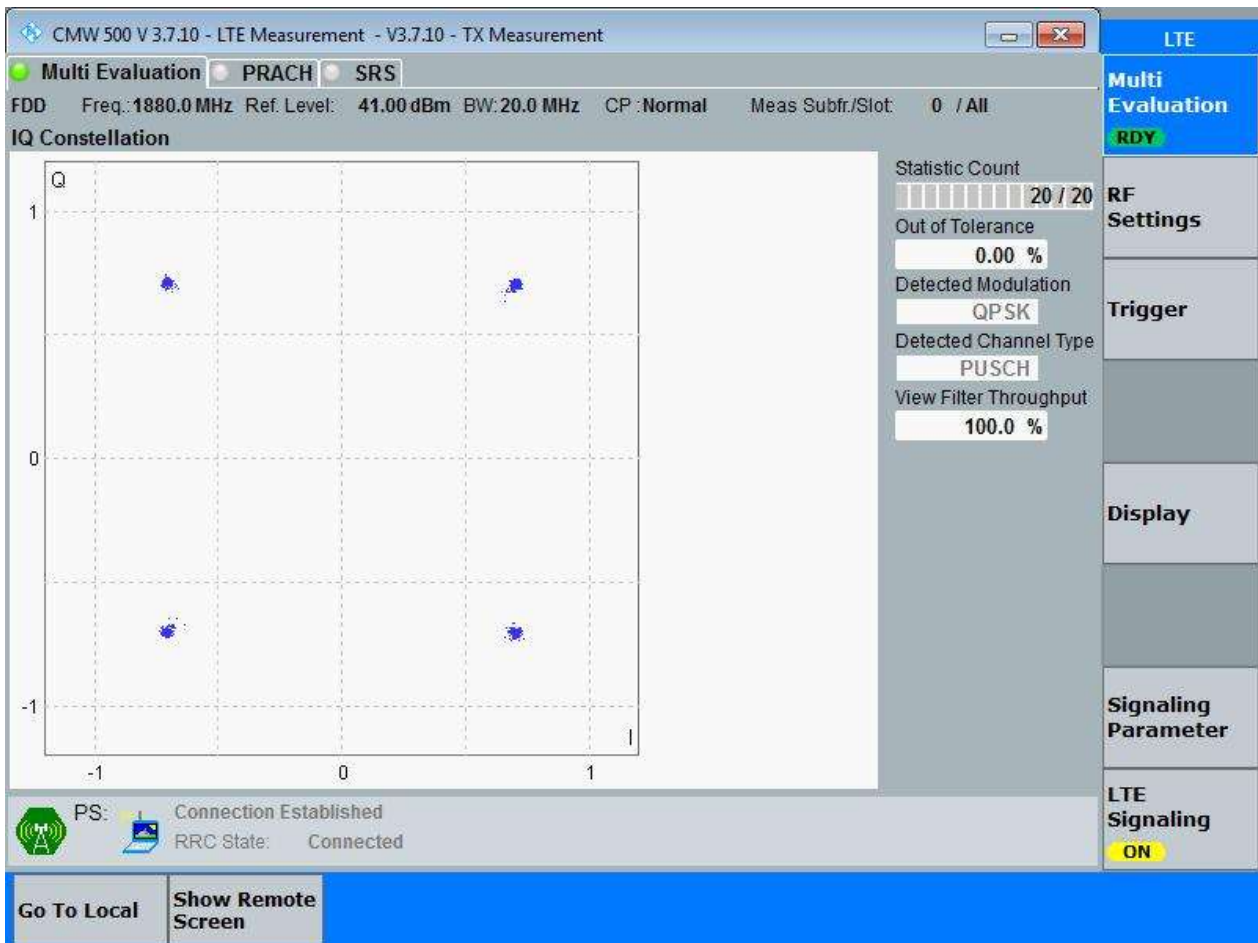 CMW 500 V 3.7.10 - LTE Measurement - V3.7.10 - TX Measurement
Multi Evaluation PRACH SRS
FDD Freq.:1880.0 MHz Ref. Level: 41.00 dBm BW:20.0 MHz CP :Normal Meas Subfr./Slot: 0 / All
IQ Constellation
Q
1
0
-1
-1 0 1
I
Statistic Count
20 / 20
Out of Tolerance
0.00 %
Detected Modulation
QPSK
Detected Channel Type
PUSCH
View Filter Throughput
100.0 %
PS: Connection Established
RRC State: Connected
LTE
Multi
Evaluation
RDY
RF
Settings
Trigger
Display
Signaling
Parameter
LTE
Signaling
ON
Go To Local
Show Remote
Screen